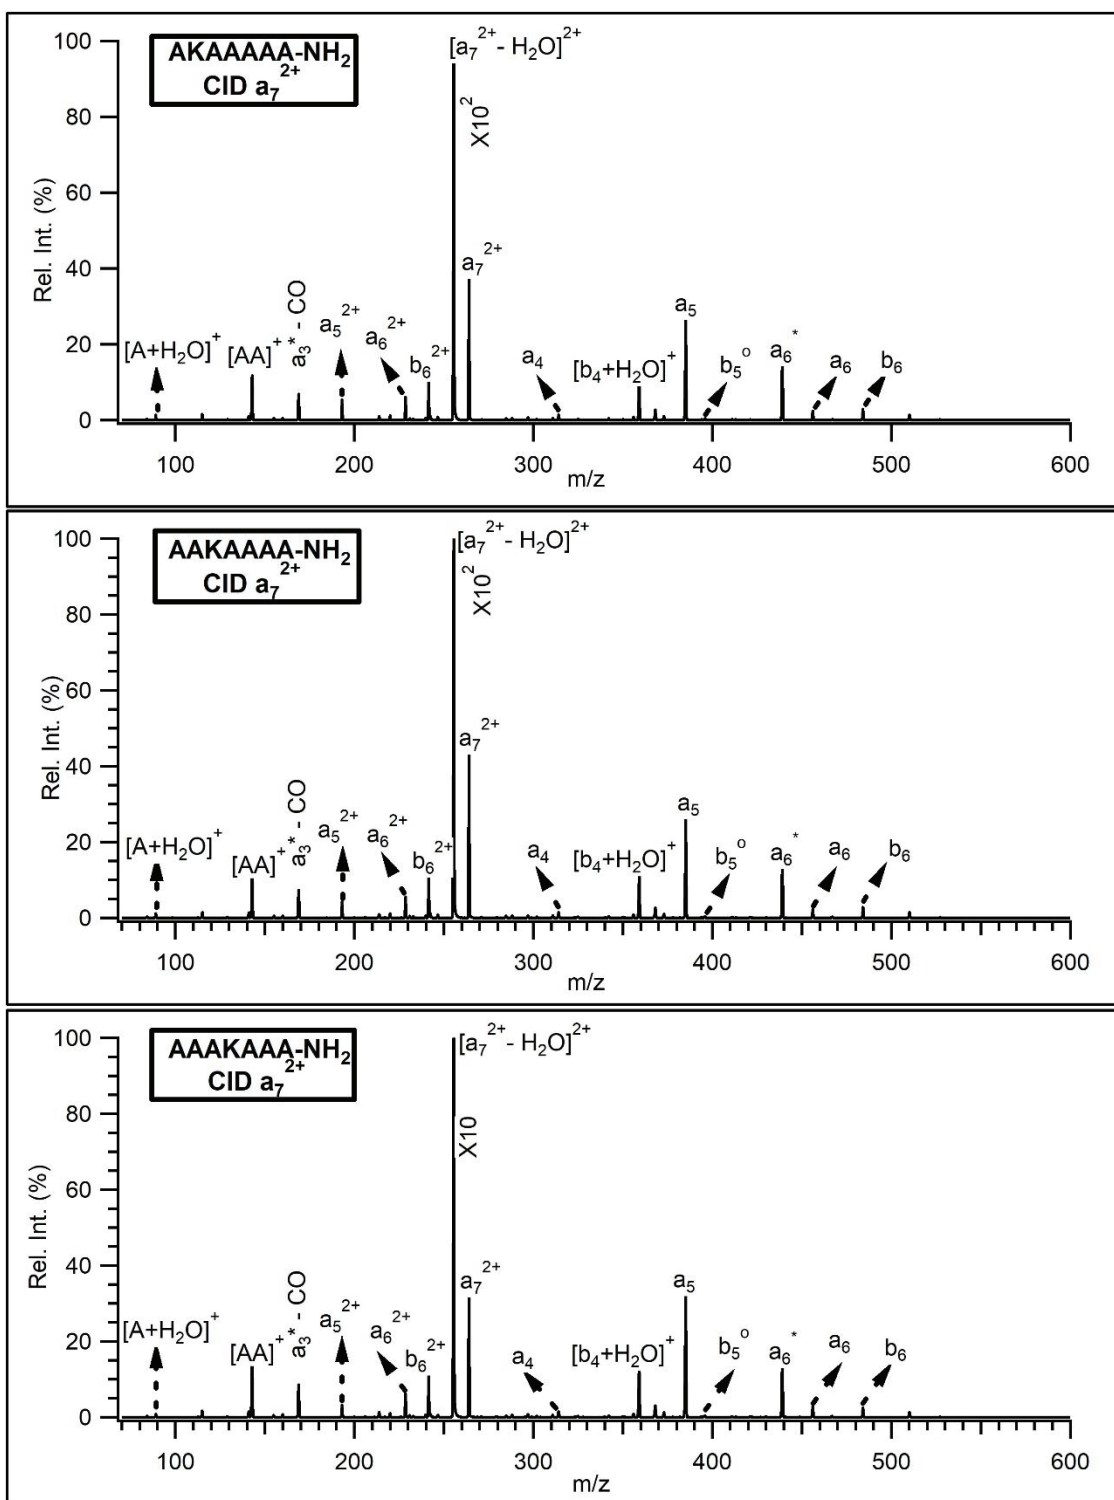 AKAAAAA-NH2
CID a7 2+
[a7 2+ - H2O]2+
X10 2
a7 2+
[A+H2O]+
[AA]+
a3* - CO
a5 2+
a6 2+
b6 2+
a4
[b4+H2O]+
a5
b5 o
a6 *
a6
b6
Rel. Int. (%)
100
80
60
40
20
0
100 200 300 400 500 600
m/z
AAKAAAA-NH2
CID a7 2+
[a7 2+ - H2O]2+
X10 2
a7 2+
[A+H2O]+
[AA]+
a3* - CO
a5 2+
a6 2+
b6 2+
a4
[b4+H2O]+
a5
b5 o
a6 *
a6
b6
Rel. Int. (%)
100
80
60
40
20
0
100 200 300 400 500 600
m/z
AAAKAAA-NH2
CID a7 2+
[a7 2+ - H2O]2+
X10
a7 2+
[A+H2O]+
[AA]+
a3* - CO
a5 2+
a6 2+
b6 2+
a4
[b4+H2O]+
a5
b5 o
a6 *
a6
b6
Rel. Int. (%)
100
80
60
40
20
0
100 200 300 400 500 600
m/z